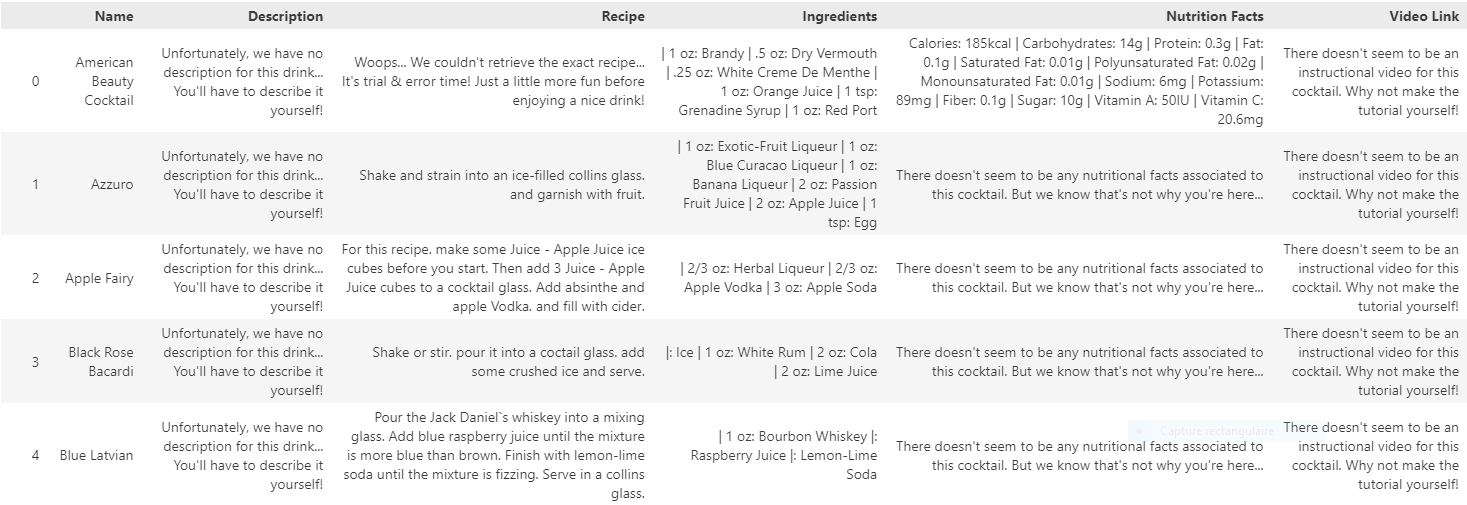 Name Description Recipe Ingredients Nutrition Facts Video Link
0
American
Beauty
Cocktail
Unfortunately, we have no
description for this drink...
You'll have to describe it
yourself!
Woops... We couldn't retrieve the exact recipe...
It's trial & error time! Just a little more fun before
enjoying a nice drink!
| 1 oz: Brandy | .5 oz: Dry Vermouth
| .25 oz: White Creme De Menthe |
1 oz: Orange Juice | 1 tsp:
Grenadine Syrup | 1 oz: Red Port
Calories: 185kcal | Carbohydrates: 14g | Protein: 0.3g | Fat:
0.1g | Saturated Fat: 0.01g | Polyunsaturated Fat: 0.02g |
Monounsaturated Fat: 0.01g | Sodium: 6mg | Potassium:
89mg | Fiber: 0.1g | Sugar: 10g | Vitamin A: 50IU | Vitamin C:
20.6mg
There doesn't seem to be an
instructional video for this
cocktail. Why not make the
tutorial yourself!
1
Azzuro
Unfortunately, we have no
description for this drink...
You'll have to describe it
yourself!
Shake and strain into an ice-filled collins glass.
and garnish with fruit.
| 1 oz: Exotic-Fruit Liqueur | 1 oz:
Blue Curacao Liqueur | 1 oz:
Banana Liqueur | 2 oz: Passion
Fruit Juice | 2 oz: Apple Juice | 1
tsp: Egg
There doesn't seem to be any nutritional facts associated to
this cocktail. But we know that's not why you're here...
There doesn't seem to be an
instructional video for this
cocktail. Why not make the
tutorial yourself!
2
Apple Fairy
Unfortunately, we have no
description for this drink...
You'll have to describe it
yourself!
For this recipe. make some Juice - Apple Juice ice
cubes before you start. Then add 3 Juice - Apple
Juice cubes to a cocktail glass. Add absinthe and
apple Vodka. and fill with cider.
| 2/3 oz: Herbal Liqueur | 2/3 oz:
Apple Vodka | 3 oz: Apple Soda
There doesn't seem to be any nutritional facts associated to
this cocktail. But we know that's not why you're here...
There doesn't seem to be an
instructional video for this
cocktail. Why not make the
tutorial yourself!
3
Black Rose
Bacardi
Unfortunately, we have no
description for this drink...
You'll have to describe it
yourself!
Shake or stir. pour it into a coctail glass. add
some crushed ice and serve.
|: Ice | 1 oz: White Rum | 2 oz: Cola
| 2 oz: Lime Juice
There doesn't seem to be any nutritional facts associated to
this cocktail. But we know that's not why you're here...
There doesn't seem to be an
instructional video for this
cocktail. Why not make the
tutorial yourself!
4
Blue Latvian
Unfortunately, we have no
description for this drink...
You'll have to describe it
yourself!
Pour the Jack Daniel`s whiskey into a mixing
glass. Add blue raspberry juice until the mixture
is more blue than brown. Finish with lemon-lime
soda until the mixture is fizzing. Serve in a collins
glass.
| 1 oz: Bourbon Whiskey |:
Raspberry Juice |: Lemon-Lime
Soda
There doesn't seem to be any nutritional facts associated to
this cocktail. But we know that's not why you're here...
Capture rectangulaire
There doesn't seem to be an
instructional video for this
cocktail. Why not make the
tutorial yourself!